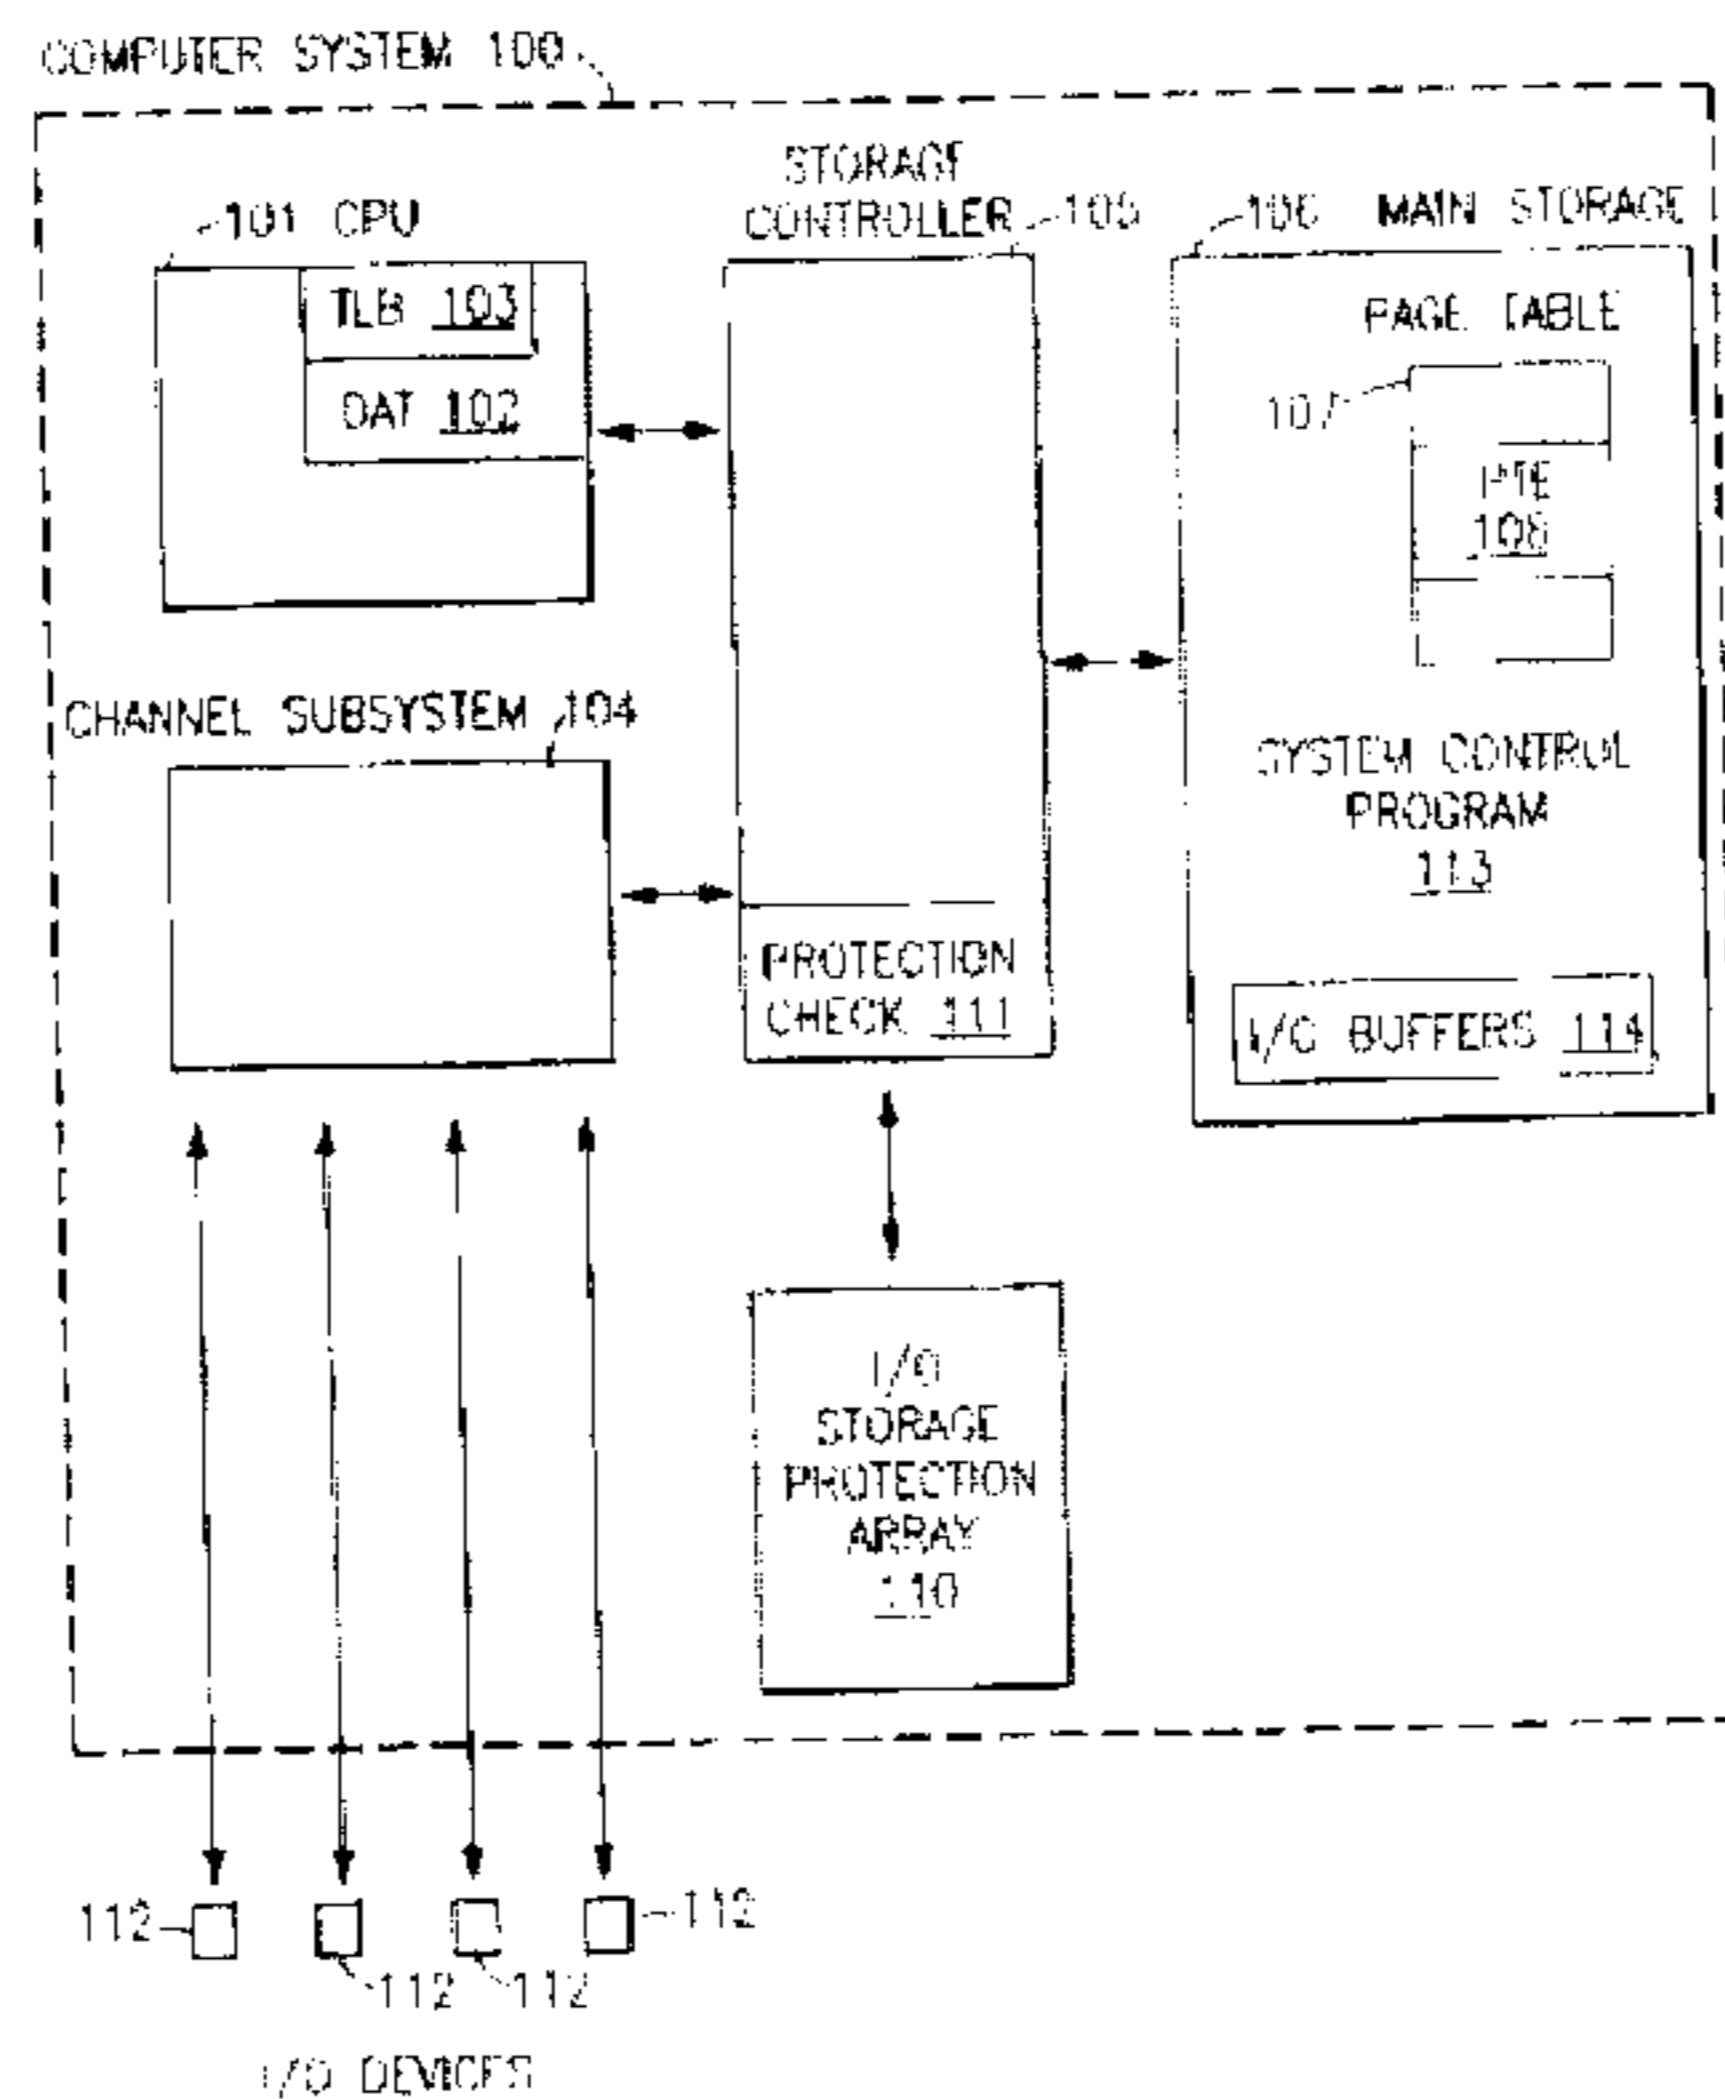 COMPUTER SYSTEM 100
101 CPU
TLB 103
DAT 102
STORAGE
CONTROLLER 105
106 MAIN STORAGE
PAGE TABLE
107
PTE
108
CHANNEL SUBSYSTEM 104
SYSTEM CONTROL
PROGRAM
113
PROTECTION
CHECK 111
I/O BUFFERS 114
I/O
STORAGE
PROTECTION
ARRAY
110
112
112
112
112
I/O DEVICES